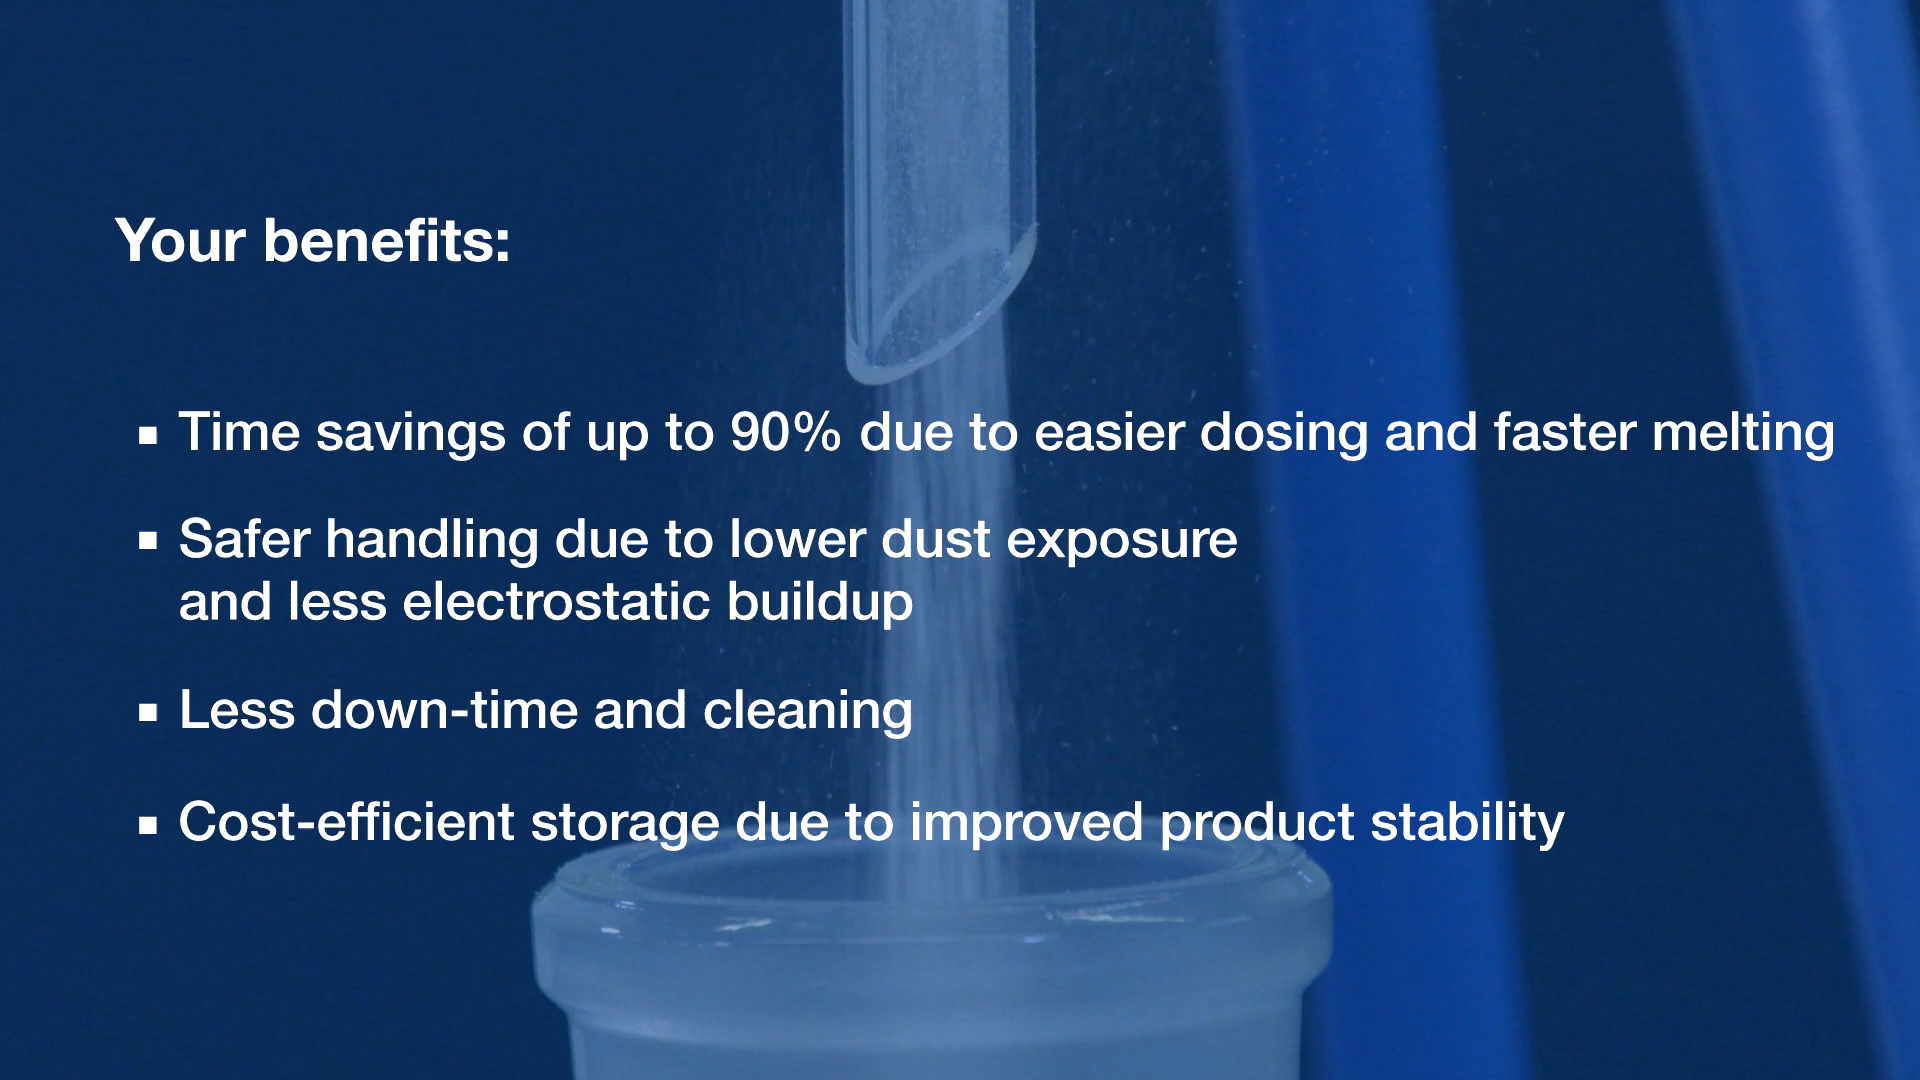 Your benefits:
▪ Time savings of up to 90% due to easier dosing and faster melting
▪ Safer handling due to lower dust exposure
and less electrostatic buildup
▪ Less down-time and cleaning
▪ Cost-efficient storage due to improved product stability